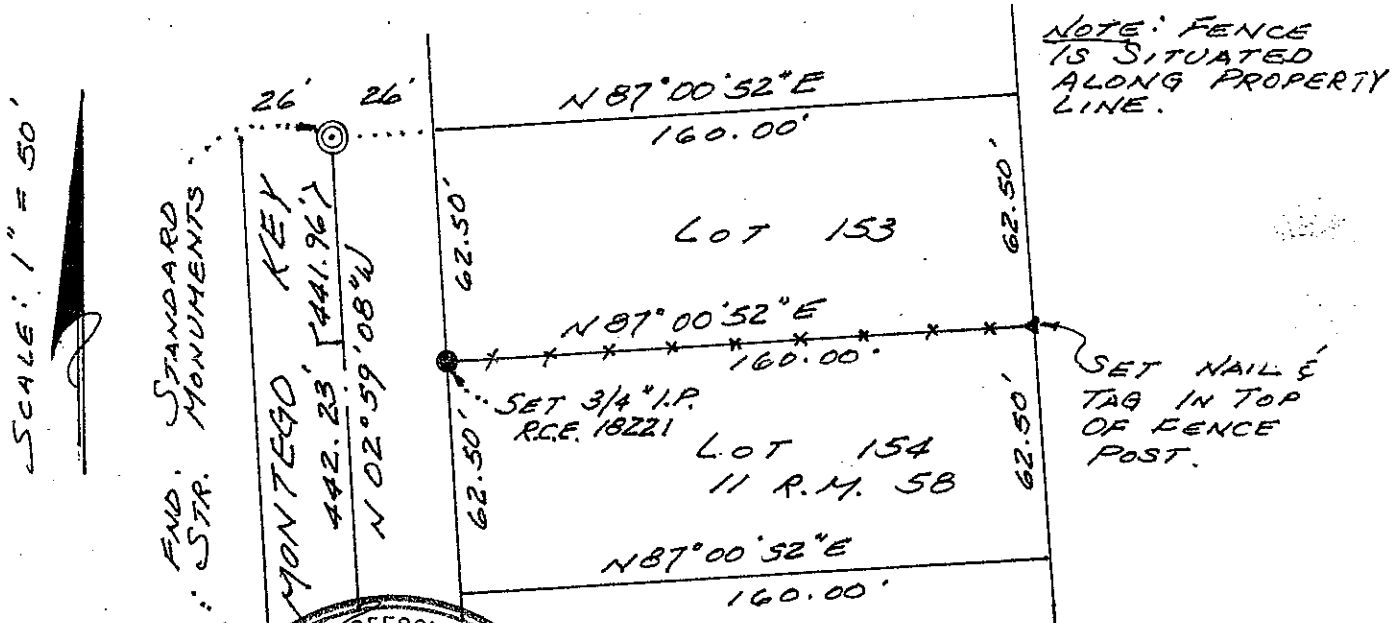 SCALE: 1" = 50'
FND. STANDARD
STR. MONUMENTS
26' 26'
MONTEGO KEY
442.23' (441.96')
N 02°59'08"W
N 87°00'52"E
160.00'
62.50'
62.50'
LOT 153
NOTE: FENCE
IS SITUATED
ALONG PROPERTY
LINE.
N 87°00'52"E
160.00'
SET 3/4" I.P.
R.C.E. 18221
SET NAIL &
TAG IN TOP
OF FENCE
POST.
62.50'
62.50'
LOT 154
11 R.M. 58
N87°00'52"E
160.00'